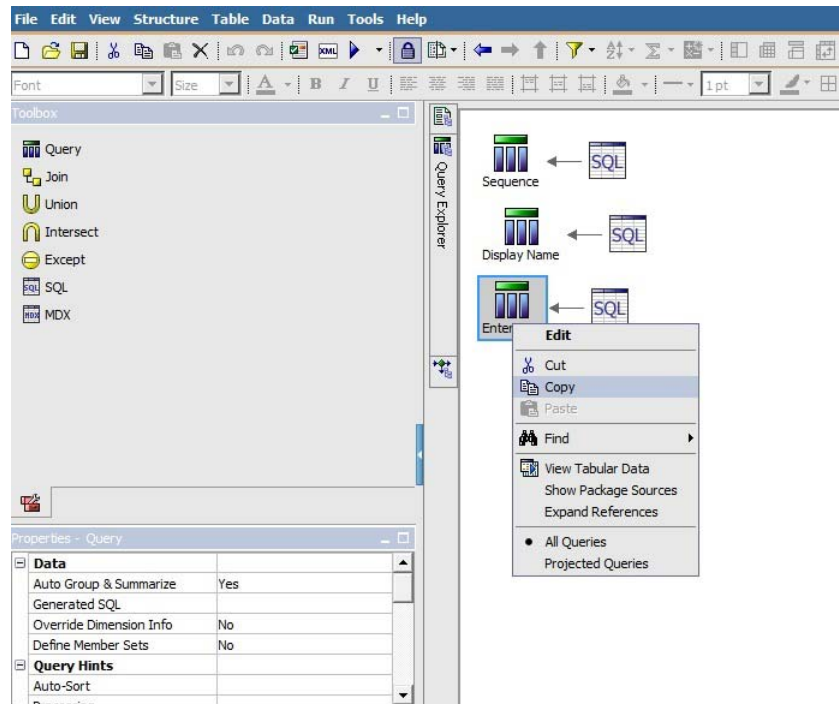 File Edit View Structure Table Data Run Tools Help
XML
Font Size A B I U 1 pt
Toolbox
Query
Join
Union
Intersect
Except
SQL SQL
MDX MDX
Query Explorer
SQL
Sequence
SQL
Display Name
SQL
Enter
Edit
Cut
Copy
Paste
Find
View Tabular Data
Show Package Sources
Expand References
All Queries
Projected Queries
Properties - Query
Data
Auto Group & Summarize Yes
Generated SQL
Override Dimension Info No
Define Member Sets No
Query Hints
Auto-Sort